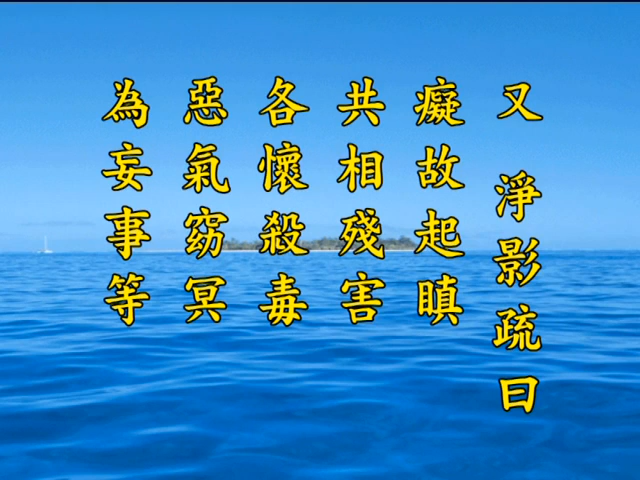 又 淨影疏曰
癡故起瞋
共相殘害
各懷殺毒
惡氣窈冥
為妄事等